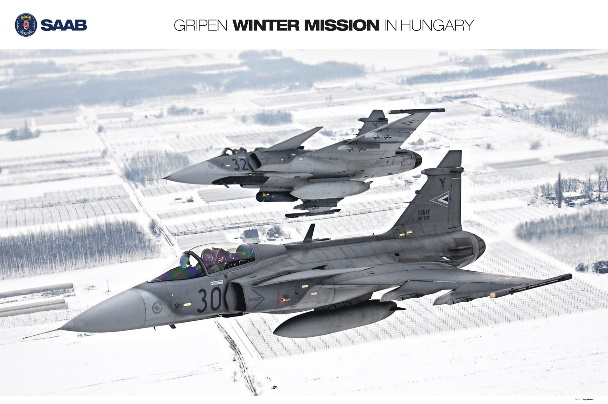 SAAB
GRIPEN WINTER MISSION IN HUNGARY
32
30